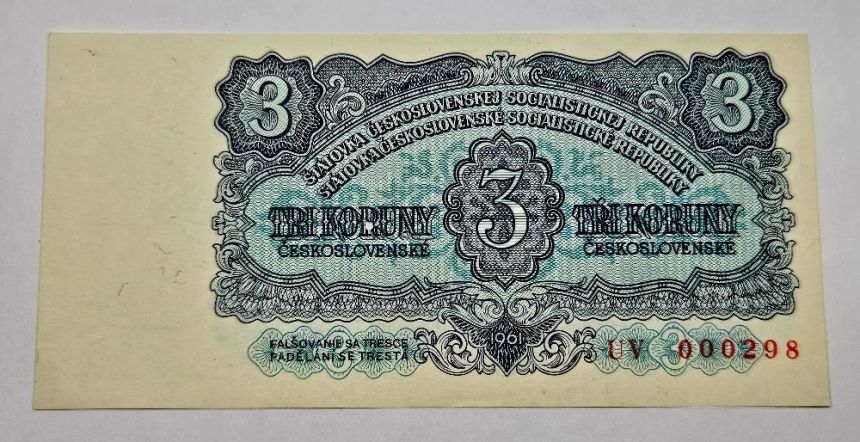 3 3
ŠTÁTOVKA ČESKOSLOVENSKEJ SOCIALISTICKEJ REPUBLIKY
STÁTOVKA ČESKOSLOVENSKÉ SOCIALISTICKÉ REPUBLIKY
TRI KORUNY 3 TŘI KORUNY
ČESKOSLOVENSKÉ ČESKOSLOVENSKÉ
FALŠOVANIE SA TRESCE
PADĚLÁNÍ SE TRESTÁ
1961
UV 000298